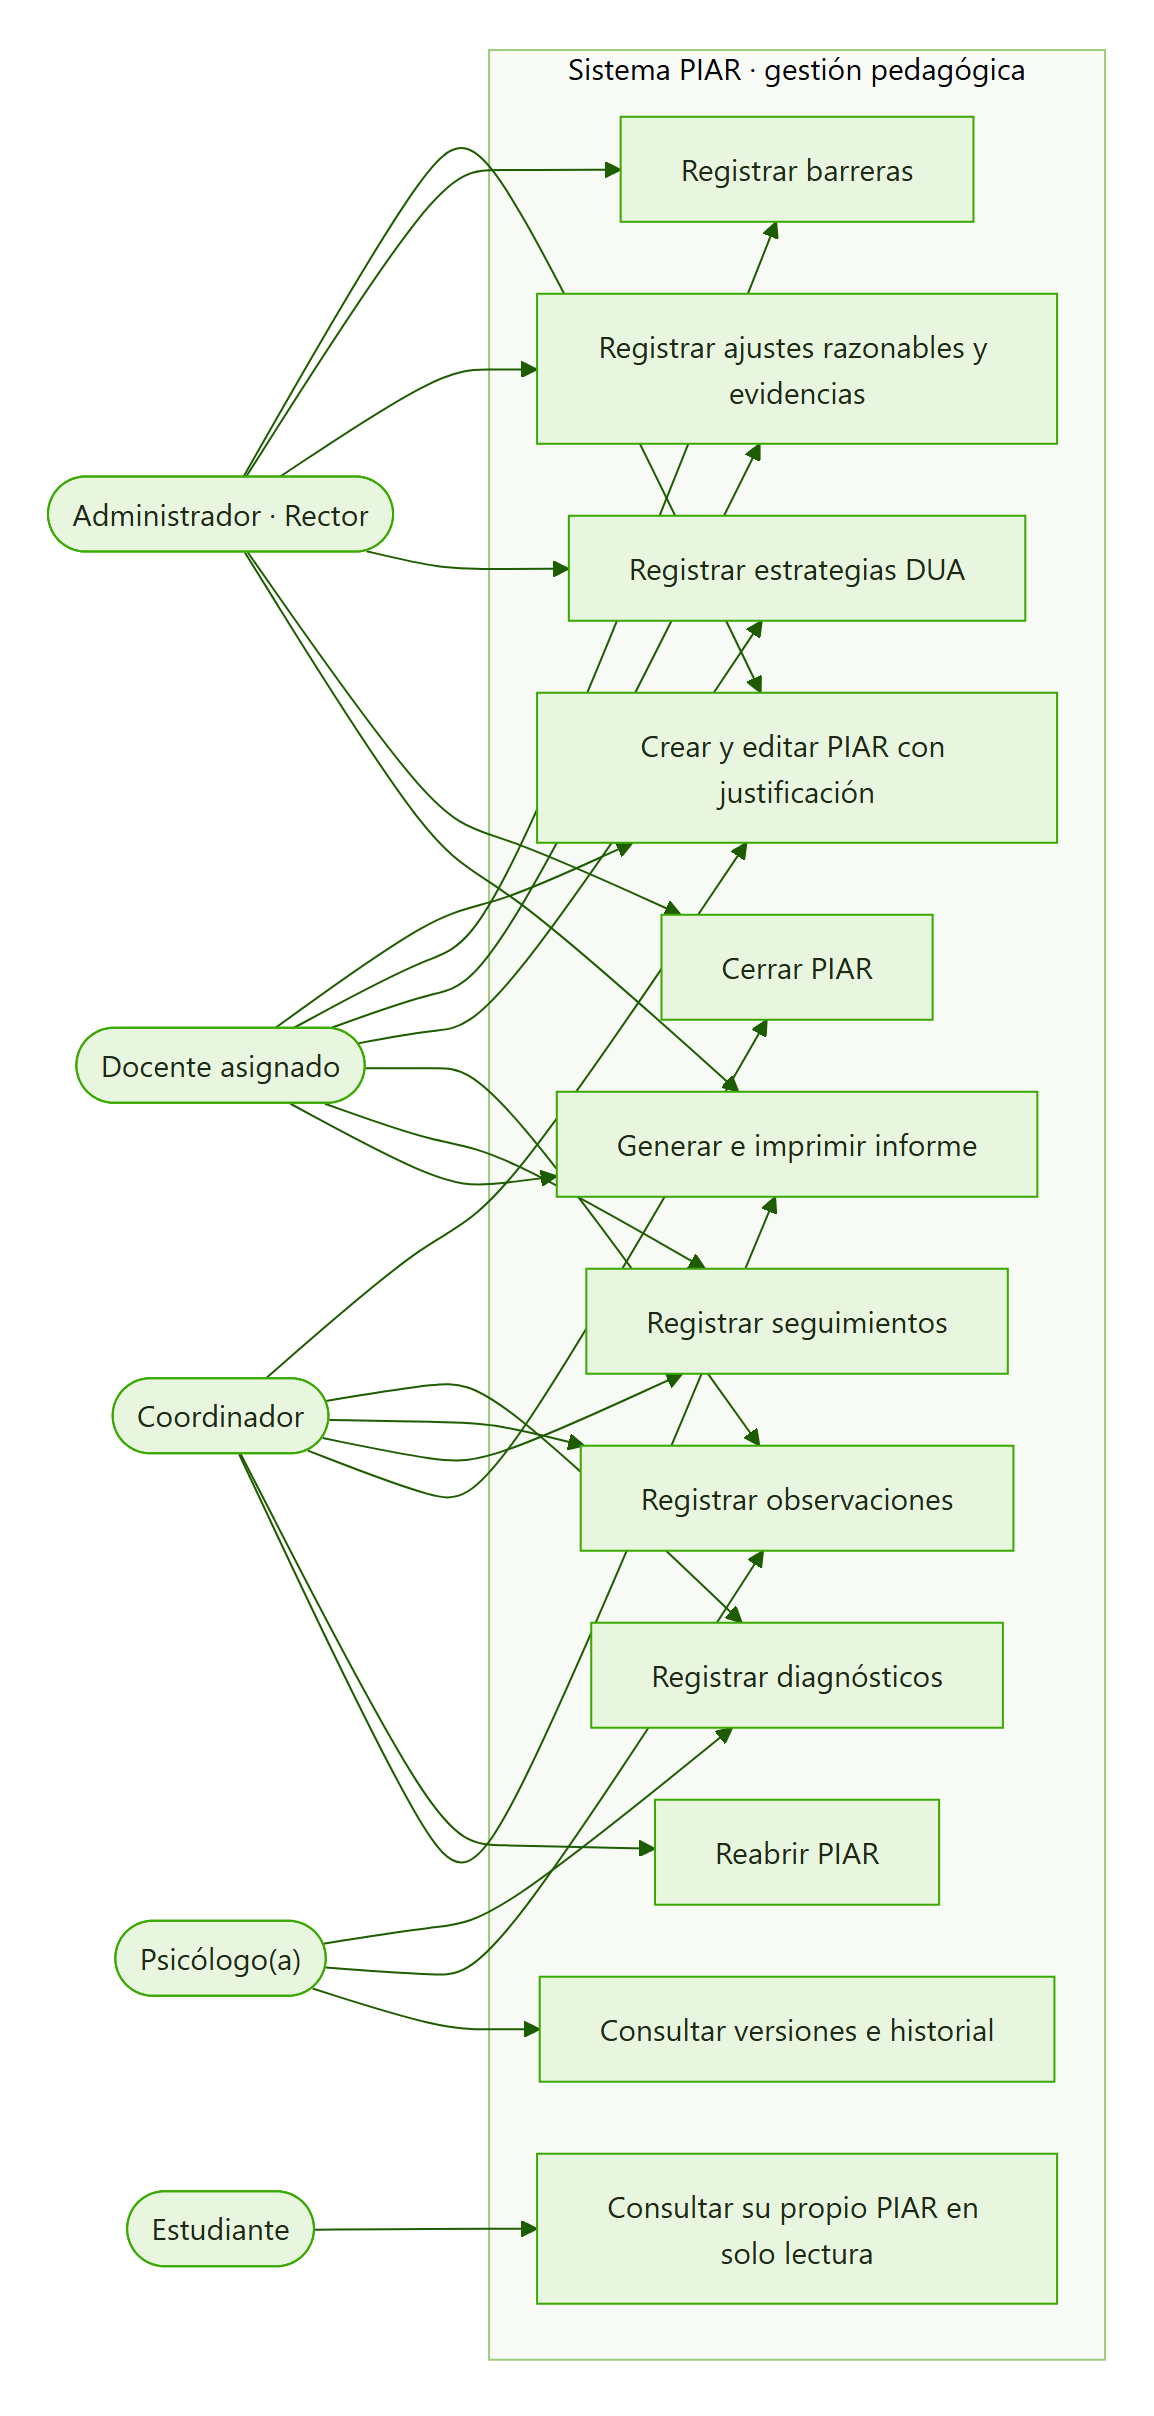 Sistema PIAR · gestión pedagógica
Registrar barreras
Registrar ajustes razonables y
evidencias
Administrador · Rector
Registrar estrategias DUA
Crear y editar PIAR con
justificación
Cerrar PIAR
Docente asignado
Generar e imprimir informe
Registrar seguimientos
Coordinador
Registrar observaciones
Registrar diagnósticos
Reabrir PIAR
Psicólogo(a)
Consultar versiones e historial
Consultar su propio PIAR en
solo lectura
Estudiante